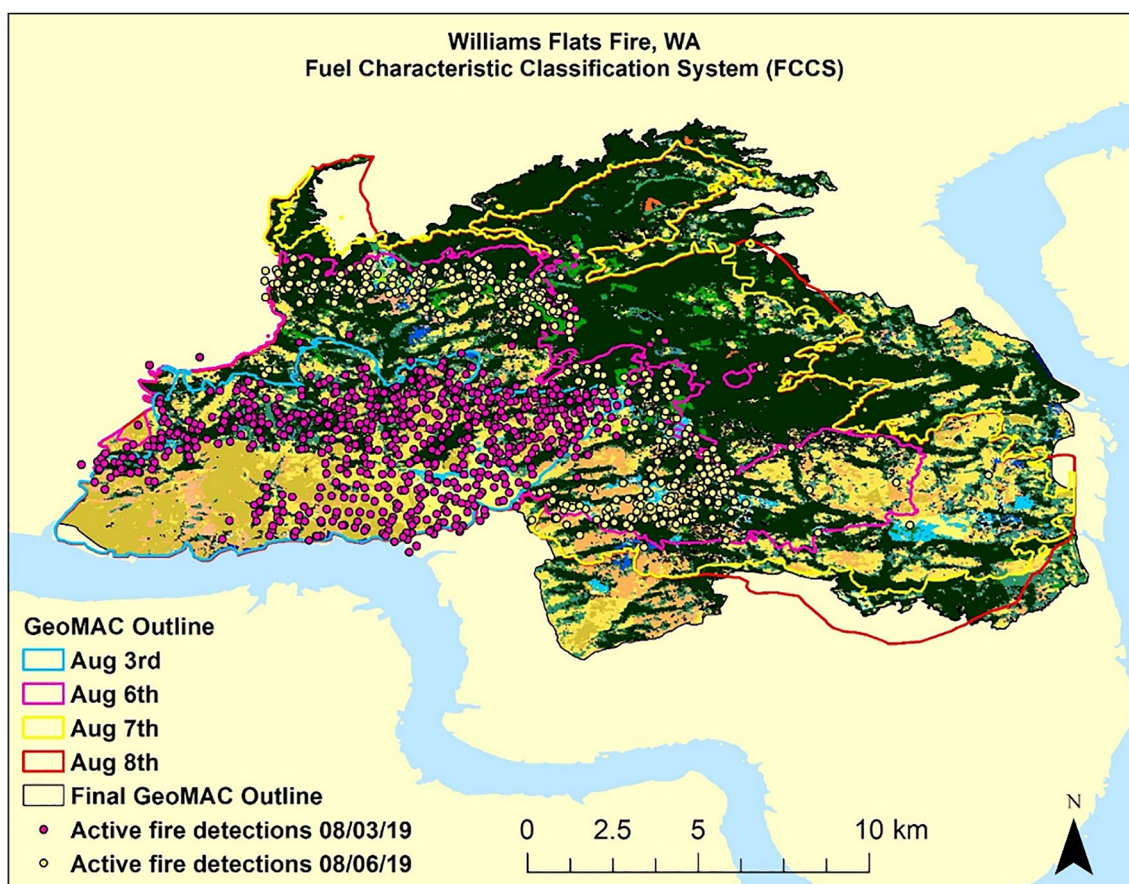 Williams Flats Fire, WA
Fuel Characteristic Classification System (FCCS)
GeoMAC Outline
Aug 3rd
Aug 6th
Aug 7th
Aug 8th
Final GeoMAC Outline
Active fire detections 08/03/19
Active fire detections 08/06/19
0 2.5 5 10 km
N